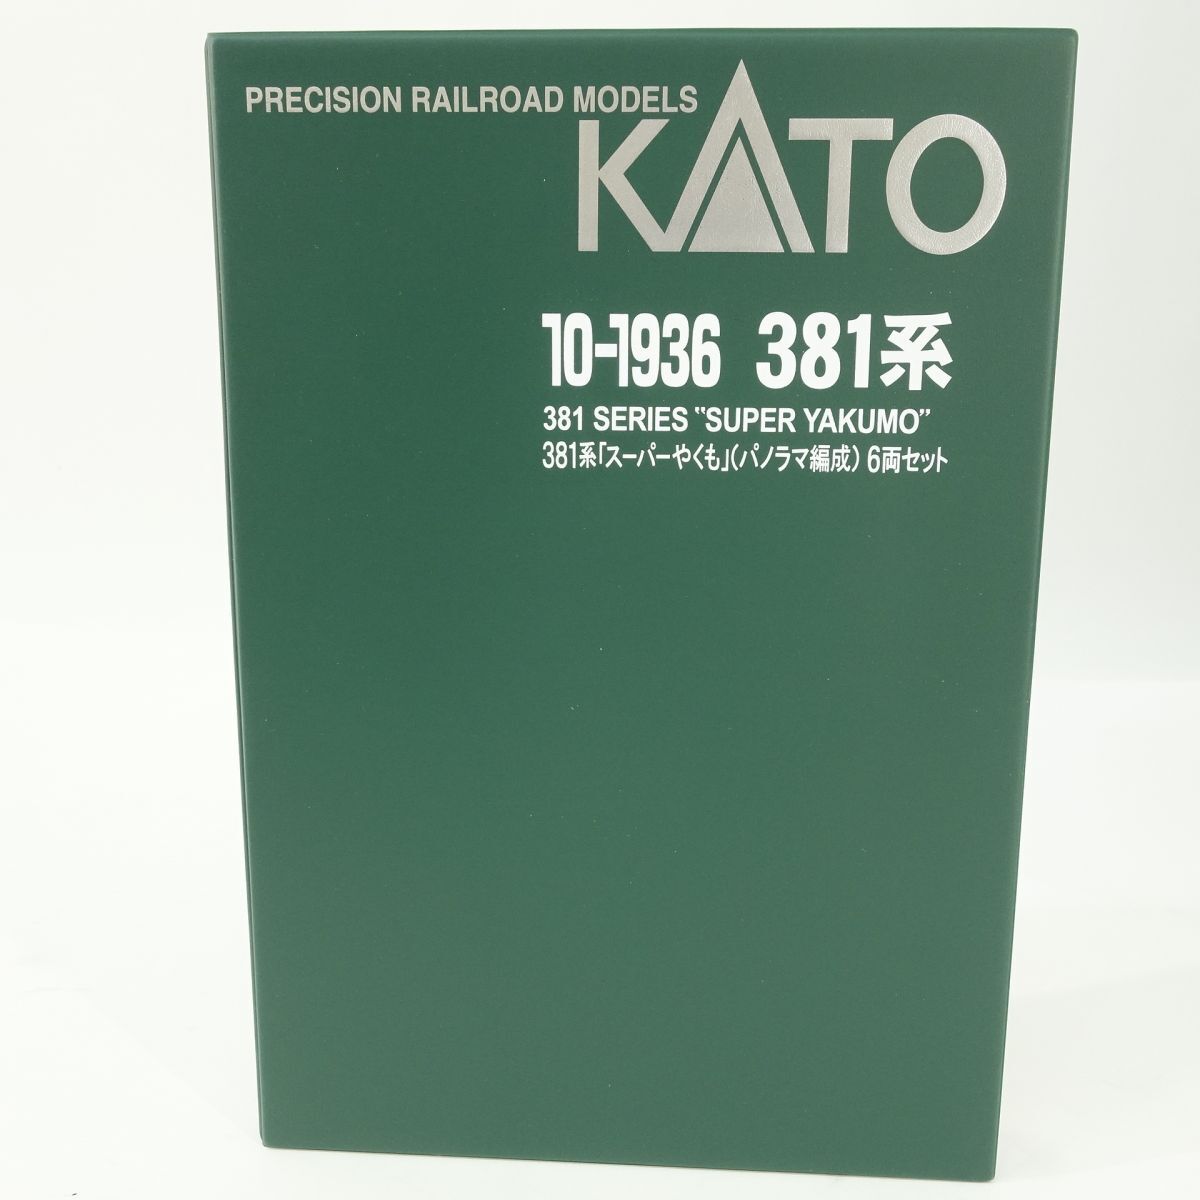 PRECISION RAILROAD MODELS
KATO
10-1936 381系
381 SERIES "SUPER YAKUMO"
381系「スーパーやくも」(パノラマ編成) 6両セット